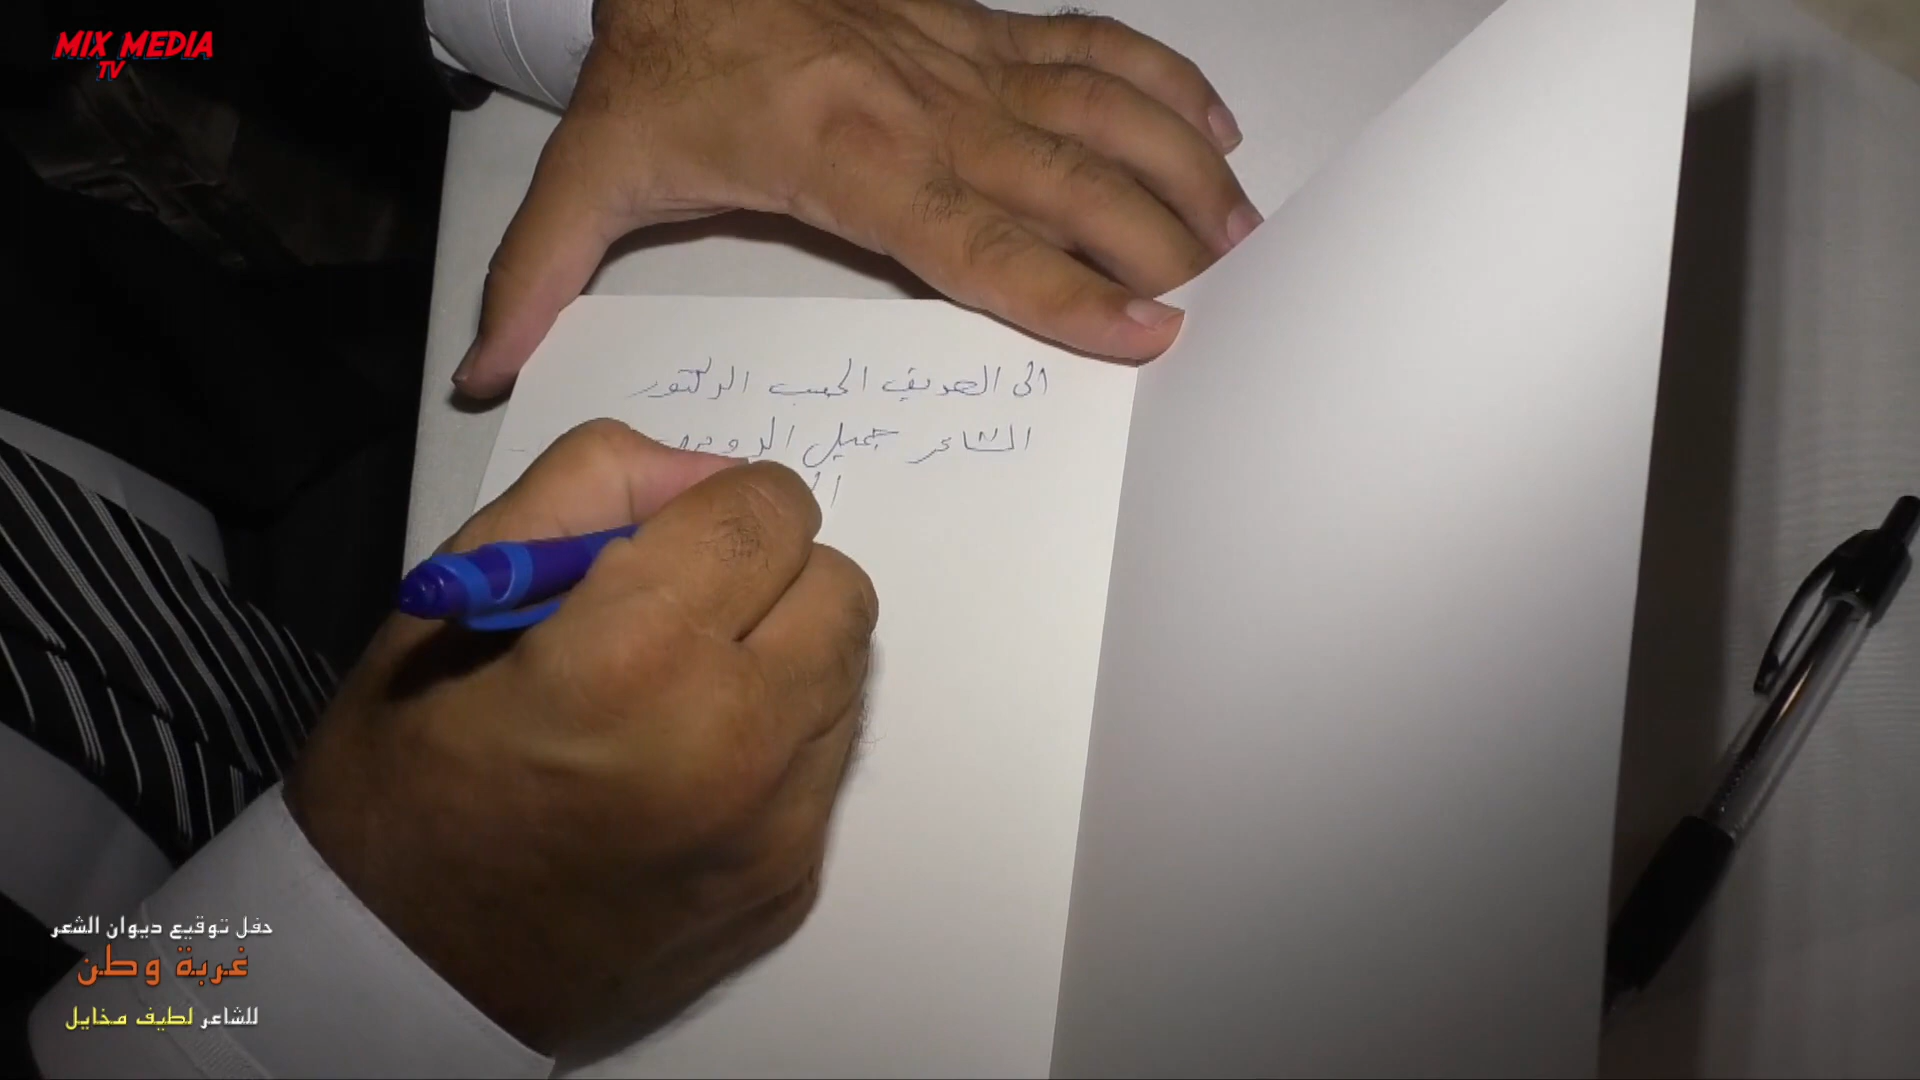 MIX MEDIA
TV
الى الصديق الحبيب الدكتور
الشاعر جميل
حفل توقيع ديوان الشعر
غربة وطن
للشاعر لطيف مخايل